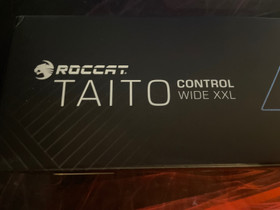 ROCCAT.
TAITO CONTROL
WIDE XXL